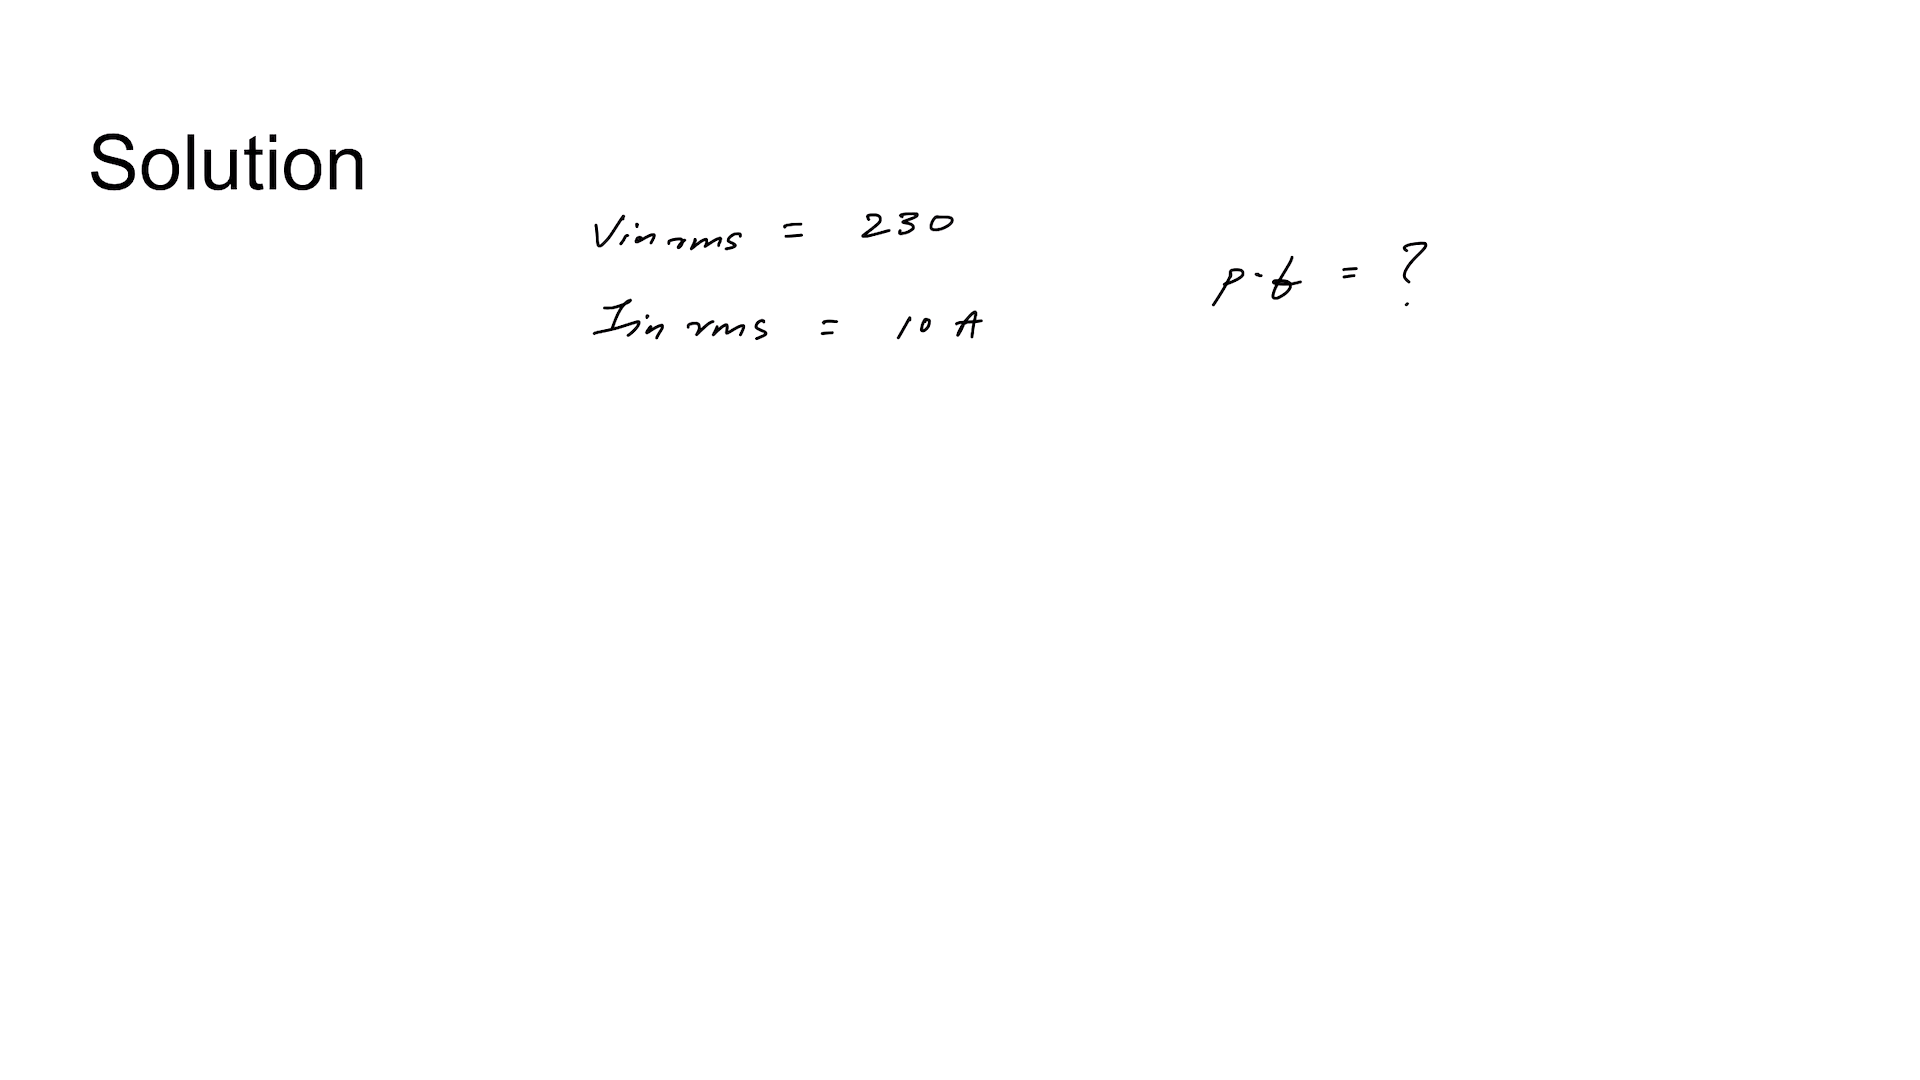 Solution
Vin rms = 230
p.f = ?
Iin rms = 10 A